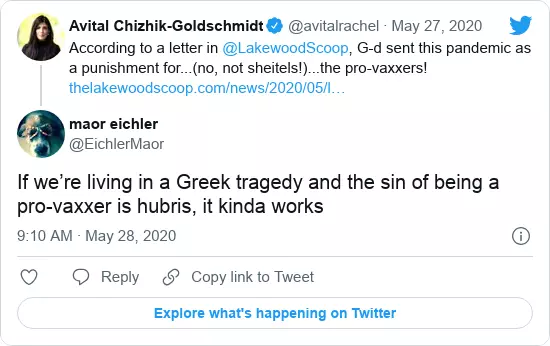 Avital Chizhik-Goldschmidt @avitalrachel · May 27, 2020
According to a letter in @LakewoodScoop, G-d sent this pandemic as
a punishment for...(no, not sheitels!)...the pro-vaxxers!
thelakewoodscoop.com/news/2020/05/l…
maor eichler
@EichlerMaor
If we’re living in a Greek tragedy and the sin of being a
pro-vaxxer is hubris, it kinda works
9:10 AM · May 28, 2020
Reply
Copy link to Tweet
Explore what's happening on Twitter